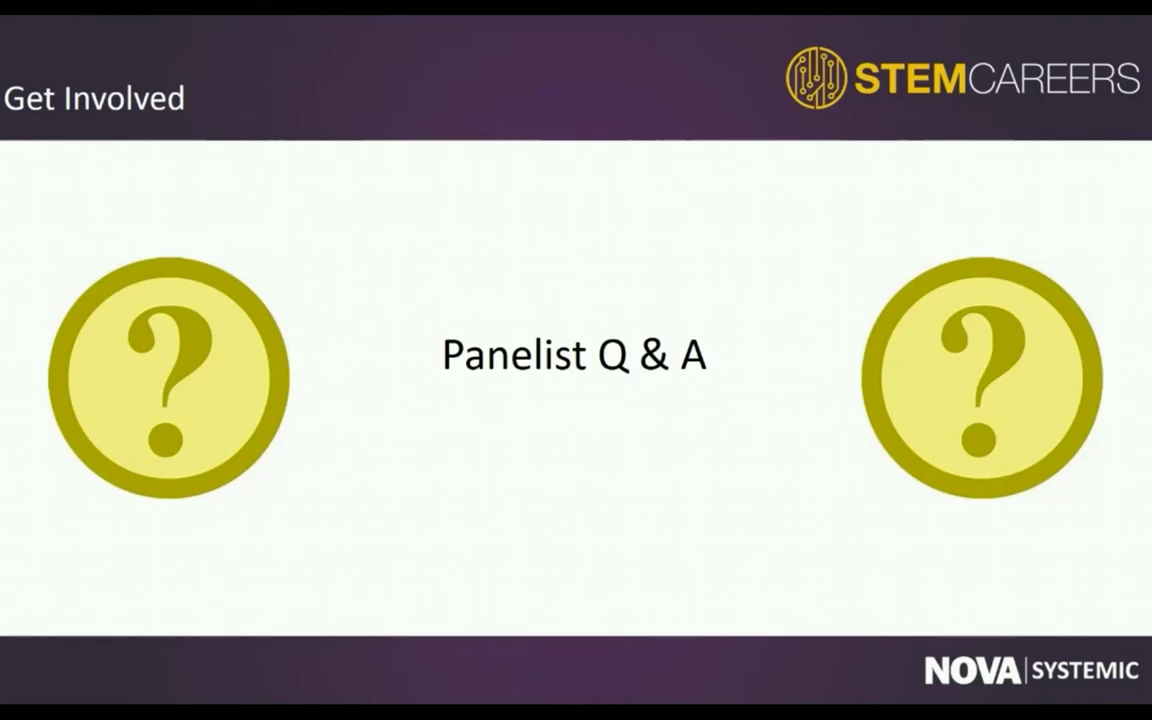 Get Involved
STEMCAREERS
?
Panelist Q & A
?
NOVA|SYSTEMIC